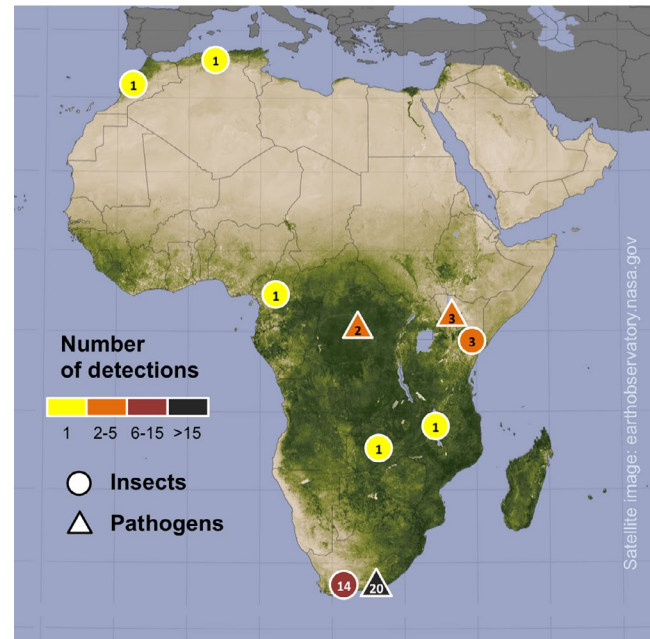 1
1
1
2
3
3
1
1
14
20
Number
of detections
1
2-5
6-15
>15
Insects
Pathogens
Satellite image: earthobservatory.nasa.gov